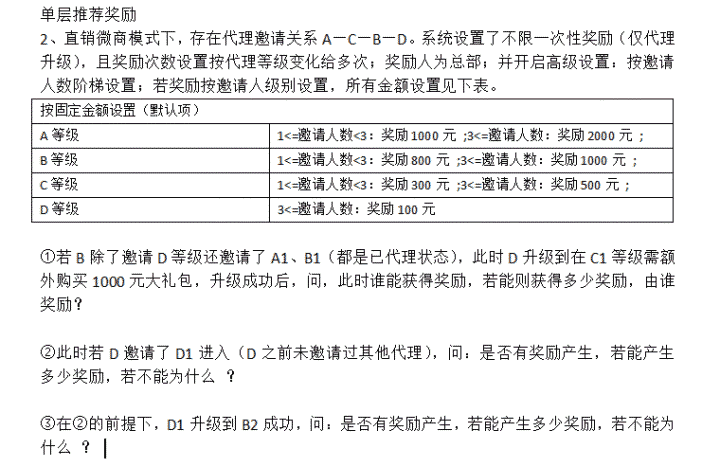 单层推荐奖励
2、直销微商模式下，存在代理邀请关系 A—C—B—D。系统设置了不限一次性奖励（仅代理
升级），且奖励次数设置按代理等级变化给多次；奖励人为总部；并开启高级设置：按邀请
人数阶梯设置；若奖励按邀请人级别设置，所有金额设置见下表。
按固定金额设置（默认项）
A 等级 1<=邀请人数<3：奖励 1000 元 ;3<=邀请人数：奖励 2000 元 ;
B 等级 1<=邀请人数<3：奖励 800 元 ;3<=邀请人数：奖励 1000 元 ;
C 等级 1<=邀请人数<3：奖励 300 元 ;3<=邀请人数：奖励 500 元 ;
D 等级 3<=邀请人数：奖励 100 元
①若 B 除了邀请 D 等级还邀请了 A1、B1（都是已代理状态），此时 D 升级到在 C1 等级需额
外购买 1000 元大礼包，升级成功后，问，此时谁能获得奖励，若能则获得多少奖励，由谁
奖励？
②此时若 D 邀请了 D1 进入（D 之前未邀请过其他代理），问：是否有奖励产生，若能产生
多少奖励，若不能为什么 ？
③在②的前提下，D1 升级到 B2 成功，问：是否有奖励产生，若能产生多少奖励，若不能为
什么 ？